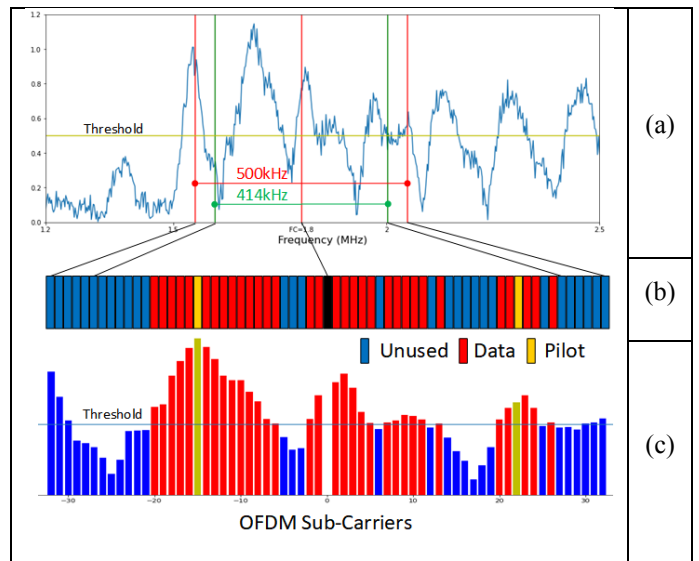 1.2
1.0
0.8
Threshold
0.6
0.4
500kHz
0.2
414kHz
0.0
1.2
1.5
FC=1.8
2
2.5
Frequency (MHz)
(a)
(b)
Unused
Data
Pilot
Threshold
(c)
−30
−20
−10
0
10
20
30
OFDM Sub-Carriers